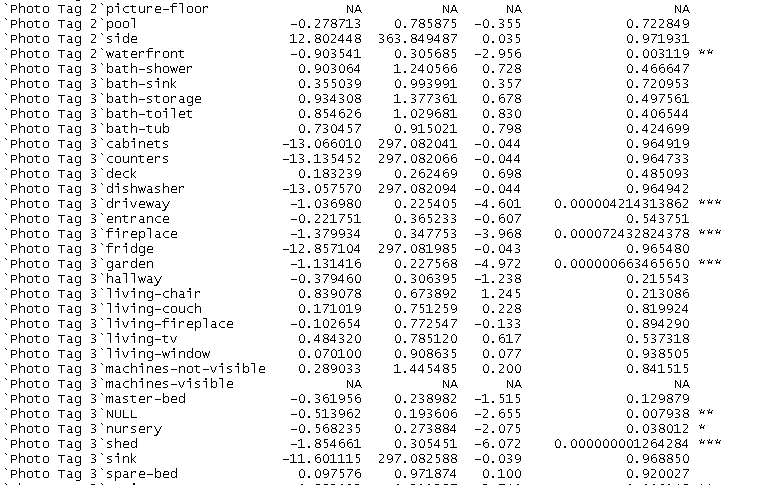 `Photo Tag 2`picture-floor NA NA NA NA
`Photo Tag 2`pool -0.278713 0.785875 -0.355 0.722849
`Photo Tag 2`side 12.802448 363.849487 0.035 0.971931
`Photo Tag 2`waterfront -0.903541 0.305685 -2.956 0.003119 **
`Photo Tag 3`bath-shower 0.903064 1.240566 0.728 0.466647
`Photo Tag 3`bath-sink 0.355039 0.993991 0.357 0.720953
`Photo Tag 3`bath-storage 0.934308 1.377361 0.678 0.497561
`Photo Tag 3`bath-toilet 0.854626 1.029681 0.830 0.406544
`Photo Tag 3`bath-tub 0.730457 0.915021 0.798 0.424699
`Photo Tag 3`cabinets -13.066010 297.082041 -0.044 0.964919
`Photo Tag 3`counters -13.135452 297.082066 -0.044 0.964733
`Photo Tag 3`deck 0.183239 0.262469 0.698 0.485093
`Photo Tag 3`dishwasher -13.057570 297.082094 -0.044 0.964942
`Photo Tag 3`driveway -1.036980 0.225405 -4.601 0.000004214313862 ***
`Photo Tag 3`entrance -0.221751 0.365233 -0.607 0.543751
`Photo Tag 3`fireplace -1.379934 0.347753 -3.968 0.000072432824378 ***
`Photo Tag 3`fridge -12.857104 297.081985 -0.043 0.965480
`Photo Tag 3`garden -1.131416 0.227568 -4.972 0.000000663465650 ***
`Photo Tag 3`hallway -0.379460 0.306395 -1.238 0.215543
`Photo Tag 3`living-chair 0.839078 0.673892 1.245 0.213086
`Photo Tag 3`living-couch 0.171019 0.751259 0.228 0.819924
`Photo Tag 3`living-fireplace -0.102654 0.772547 -0.133 0.894290
`Photo Tag 3`living-tv 0.484320 0.785120 0.617 0.537318
`Photo Tag 3`living-window 0.070100 0.908635 0.077 0.938505
`Photo Tag 3`machines-not-visible 0.289033 1.445485 0.200 0.841515
`Photo Tag 3`machines-visible NA NA NA NA
`Photo Tag 3`master-bed -0.361956 0.238982 -1.515 0.129879
`Photo Tag 3`NULL -0.513962 0.193606 -2.655 0.007938 **
`Photo Tag 3`nursery -0.568235 0.273884 -2.075 0.038012 *
`Photo Tag 3`shed -1.854661 0.305451 -6.072 0.000000001264284 ***
`Photo Tag 3`sink -11.601115 297.082588 -0.039 0.968850
`Photo Tag 3`spare-bed 0.097576 0.971874 0.100 0.920027